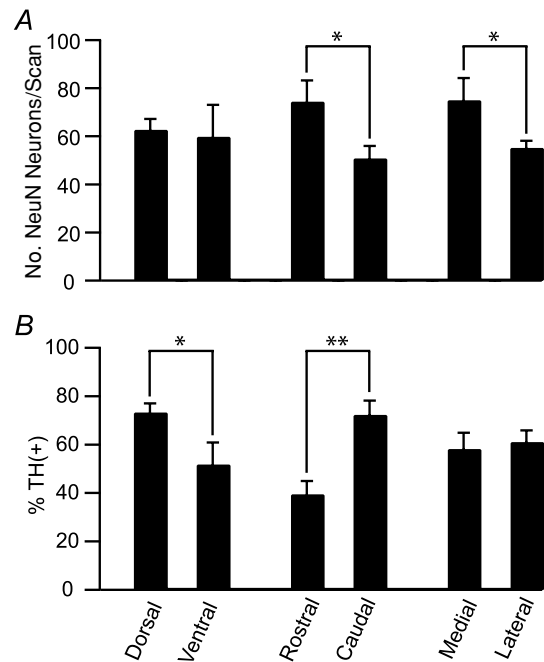 A
No. NeuN Neurons/Scan
100
80
60
40
20
0
*
*
B
% TH(+)
100
80
60
40
20
0
*
**
Dorsal
Ventral
Rostral
Caudal
Medial
Lateral